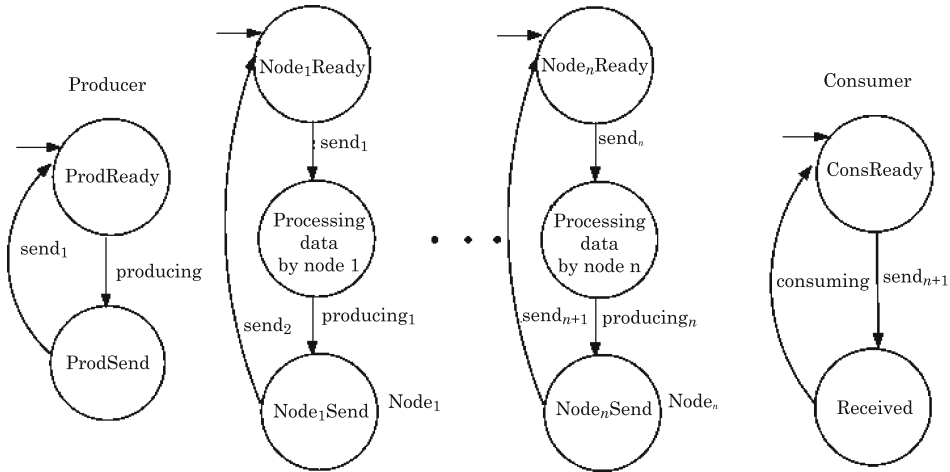 Producer
ProdReady
send₁
producing
ProdSend
Node₁Ready
send₁
Processing
data
by node 1
send₂
producing₁
Node₁Send
Node₁
NodeₙReady
sendₙ
Processing
data
by node n
sendₙ₊₁
producingₙ
NodeₙSend
Nodeₙ
Consumer
ConsReady
consuming
sendₙ₊₁
Received